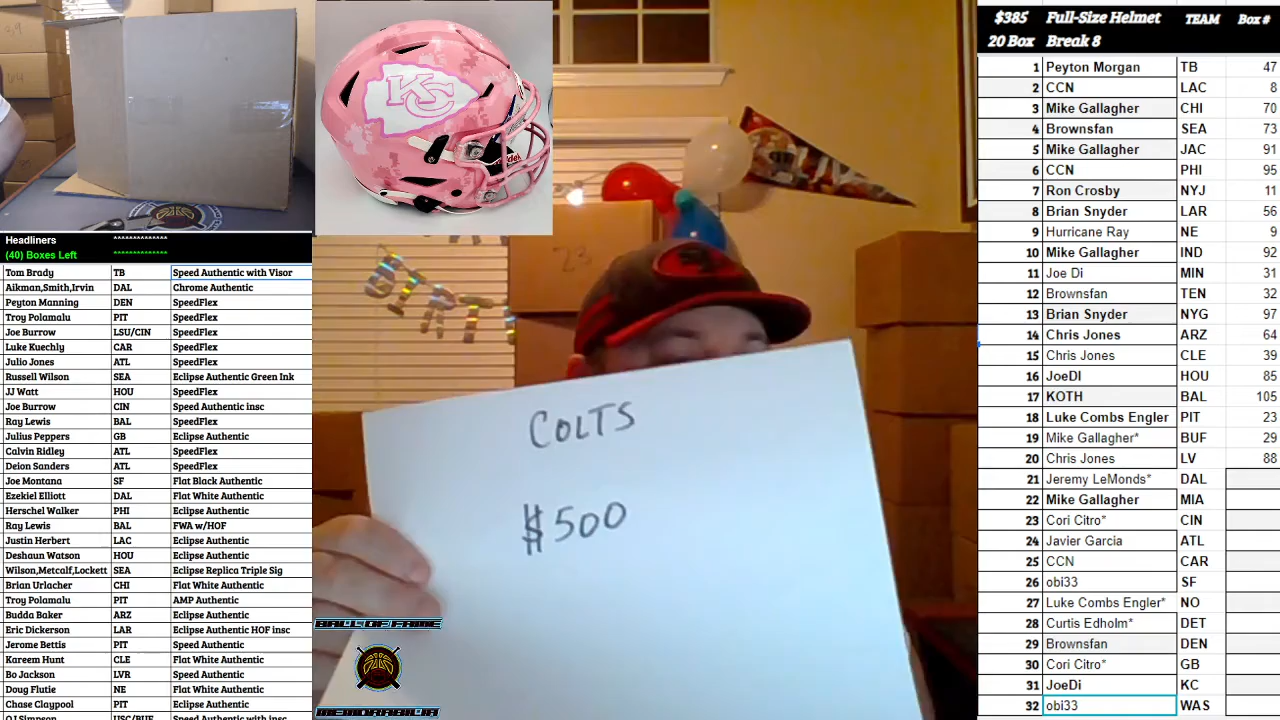 Headliners **************
(40) Boxes Left **************
Tom Brady TB Speed Authentic with Visor
Aikman,Smith,Irvin DAL Chrome Authentic
Peyton Manning DEN SpeedFlex
Troy Polamalu PIT SpeedFlex
Joe Burrow LSU/CIN SpeedFlex
Luke Kuechly CAR SpeedFlex
Julio Jones ATL SpeedFlex
Russell Wilson SEA Eclipse Authentic Green Ink
JJ Watt HOU SpeedFlex
Joe Burrow CIN Speed Authentic insc
Ray Lewis BAL SpeedFlex
Julius Peppers GB Eclipse Authentic
Calvin Ridley ATL SpeedFlex
Deion Sanders ATL SpeedFlex
Joe Montana SF Flat Black Authentic
Ezekiel Elliott DAL Flat White Authentic
Herschel Walker PHI Eclipse Authentic
Ray Lewis BAL FWA w/HOF
Justin Herbert LAC Eclipse Authentic
Deshaun Watson HOU Eclipse Authentic
Wilson,Metcalf,Lockett SEA Eclipse Replica Triple Sig
Brian Urlacher CHI Flat White Authentic
Troy Polamalu PIT AMP Authentic
Budda Baker ARZ Eclipse Authentic
Eric Dickerson LAR Eclipse Authentic HOF insc
Jerome Bettis PIT Speed Authentic
Kareem Hunt CLE Flat White Authentic
Bo Jackson LVR Speed Authentic
Doug Flutie NE Flat White Authentic
Chase Claypool PIT Eclipse Authentic
OJ Simpson USC/BUF Speed Authentic with insc
KC
Riddell
23
COLTS
$500
BALLS OF FAME
MEMORABILIA
$385 Full-Size Helmet TEAM Box #
20 Box Break 8
1 Peyton Morgan TB 47
2 CCN LAC 8
3 Mike Gallagher CHI 70
4 Brownsfan SEA 73
5 Mike Gallagher JAC 91
6 CCN PHI 95
7 Ron Crosby NYJ 11
8 Brian Snyder LAR 56
9 Hurricane Ray NE 9
10 Mike Gallagher IND 92
11 Joe Di MIN 31
12 Brownsfan TEN 32
13 Brian Snyder NYG 97
14 Chris Jones ARZ 64
15 Chris Jones CLE 39
16 JoeDI HOU 85
17 KOTH BAL 105
18 Luke Combs Engler PIT 23
19 Mike Gallagher* BUF 29
20 Chris Jones LV 88
21 Jeremy LeMonds* DAL
22 Mike Gallagher MIA
23 Cori Citro* CIN
24 Javier Garcia ATL
25 CCN CAR
26 obi33 SF
27 Luke Combs Engler* NO
28 Curtis Edholm* DET
29 Brownsfan DEN
30 Cori Citro* GB
31 JoeDi KC
32 obi33 WAS